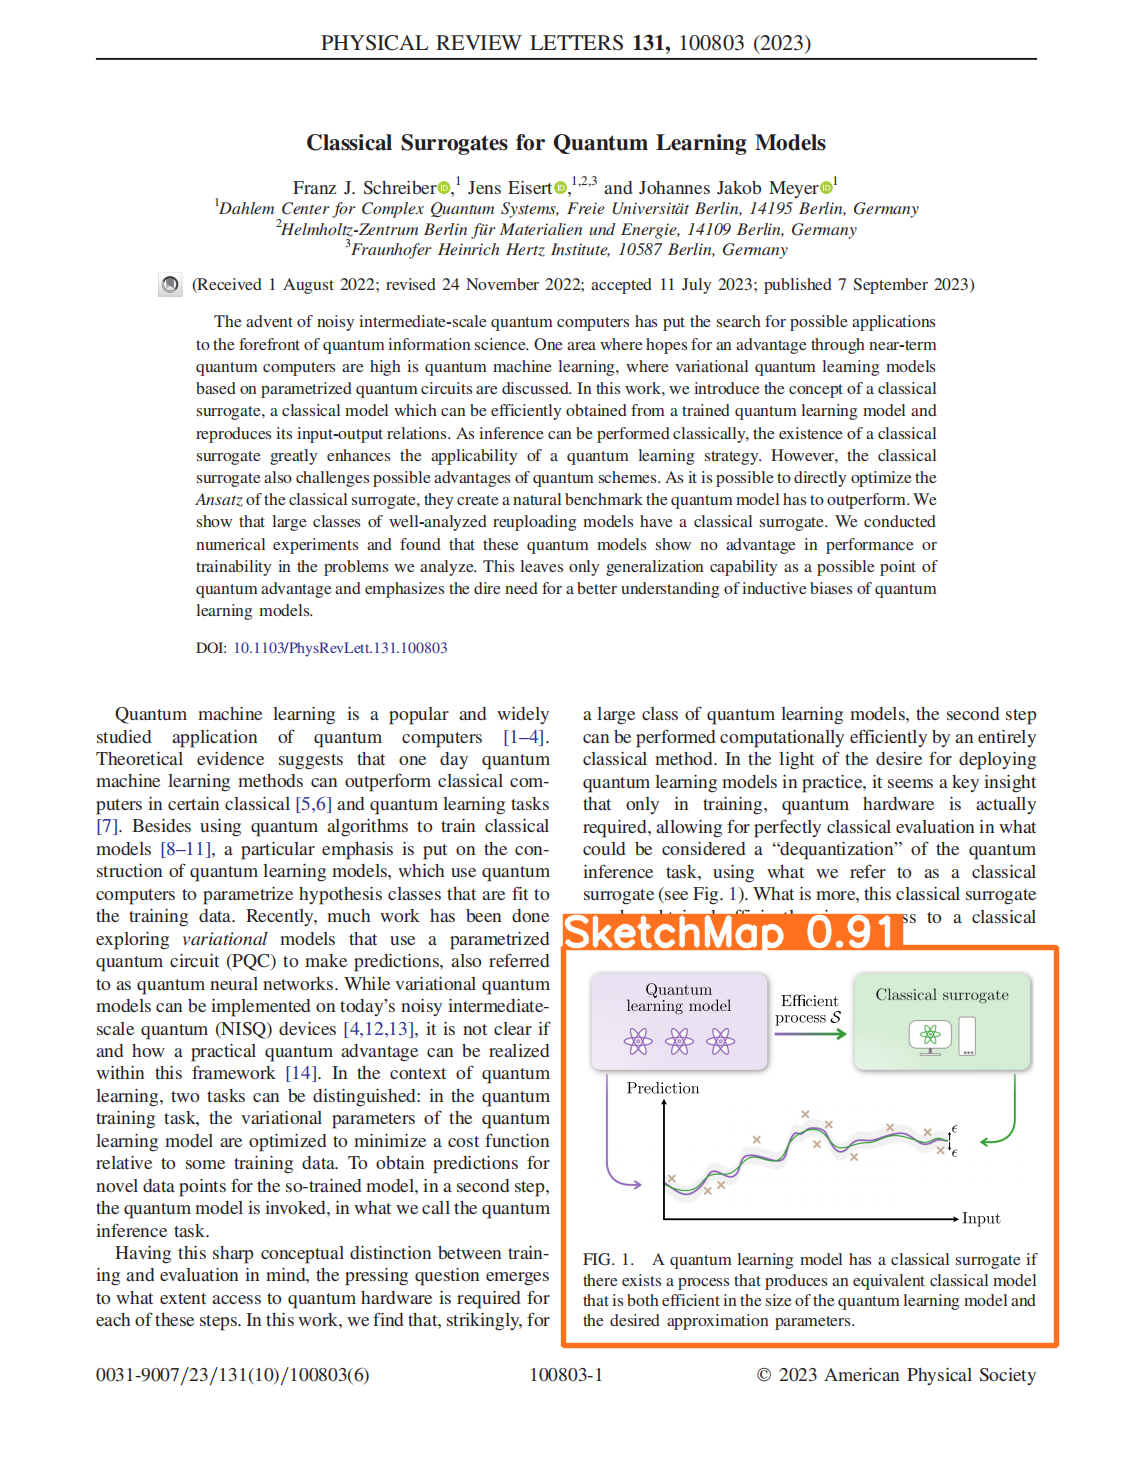 PHYSICAL REVIEW LETTERS 131, 100803 (2023)
Classical Surrogates for Quantum Learning Models
Franz J. Schreiber,1 Jens Eisert,1,2,3 and Johannes Jakob Meyer1
1Dahlem Center for Complex Quantum Systems, Freie Universität Berlin, 14195 Berlin, Germany
2Helmholtz-Zentrum Berlin für Materialien und Energie, 14109 Berlin, Germany
3Fraunhofer Heinrich Hertz Institute, 10587 Berlin, Germany
(Received 1 August 2022; revised 24 November 2022; accepted 11 July 2023; published 7 September 2023)
The advent of noisy intermediate-scale quantum computers has put the search for possible applications
to the forefront of quantum information science. One area where hopes for an advantage through near-term
quantum computers are high is quantum machine learning, where variational quantum learning models
based on parametrized quantum circuits are discussed. In this work, we introduce the concept of a classical
surrogate, a classical model which can be efficiently obtained from a trained quantum learning model and
reproduces its input-output relations. As inference can be performed classically, the existence of a classical
surrogate greatly enhances the applicability of a quantum learning strategy. However, the classical
surrogate also challenges possible advantages of quantum schemes. As it is possible to directly optimize the
Ansatz of the classical surrogate, they create a natural benchmark the quantum model has to outperform. We
show that large classes of well-analyzed reuploading models have a classical surrogate. We conducted
numerical experiments and found that these quantum models show no advantage in performance or
trainability in the problems we analyze. This leaves only generalization capability as a possible point of
quantum advantage and emphasizes the dire need for a better understanding of inductive biases of quantum
learning models.
DOI: 10.1103/PhysRevLett.131.100803
Quantum machine learning is a popular and widely
studied application of quantum computers [1–4].
Theoretical evidence suggests that one day quantum
machine learning methods can outperform classical com-
puters in certain classical [5,6] and quantum learning tasks
[7]. Besides using quantum algorithms to train classical
models [8–11], a particular emphasis is put on the con-
struction of quantum learning models, which use quantum
computers to parametrize hypothesis classes that are fit to
the training data. Recently, much work has been done
exploring variational models that use a parametrized
quantum circuit (PQC) to make predictions, also referred
to as quantum neural networks. While variational quantum
models can be implemented on today's noisy intermediate-
scale quantum (NISQ) devices [4,12,13], it is not clear if
and how a practical quantum advantage can be realized
within this framework [14]. In the context of quantum
learning, two tasks can be distinguished: in the quantum
training task, the variational parameters of the quantum
learning model are optimized to minimize a cost function
relative to some training data. To obtain predictions for
novel data points for the so-trained model, in a second step,
the quantum model is invoked, in what we call the quantum
inference task.
Having this sharp conceptual distinction between train-
ing and evaluation in mind, the pressing question emerges
to what extent access to quantum hardware is required for
each of these steps. In this work, we find that, strikingly, for
a large class of quantum learning models, the second step
can be performed computationally efficiently by an entirely
classical method. In the light of the desire for deploying
quantum learning models in practice, it seems a key insight
that only in training, quantum hardware is actually
required, allowing for perfectly classical evaluation in what
could be considered a “dequantization” of the quantum
inference task, using what we refer to as a classical
surrogate (see Fig. 1). What is more, this classical surrogate
to a classical
SketchMap 0.91
Quantum
learning model
Efficient
process S
Classical surrogate
Prediction
ϵ
ϵ
Input
FIG. 1. A quantum learning model has a classical surrogate if
there exists a process that produces an equivalent classical model
that is both efficient in the size of the quantum learning model and
the desired approximation parameters.
0031-9007/23/131(10)/100803(6)
100803-1
© 2023 American Physical Society